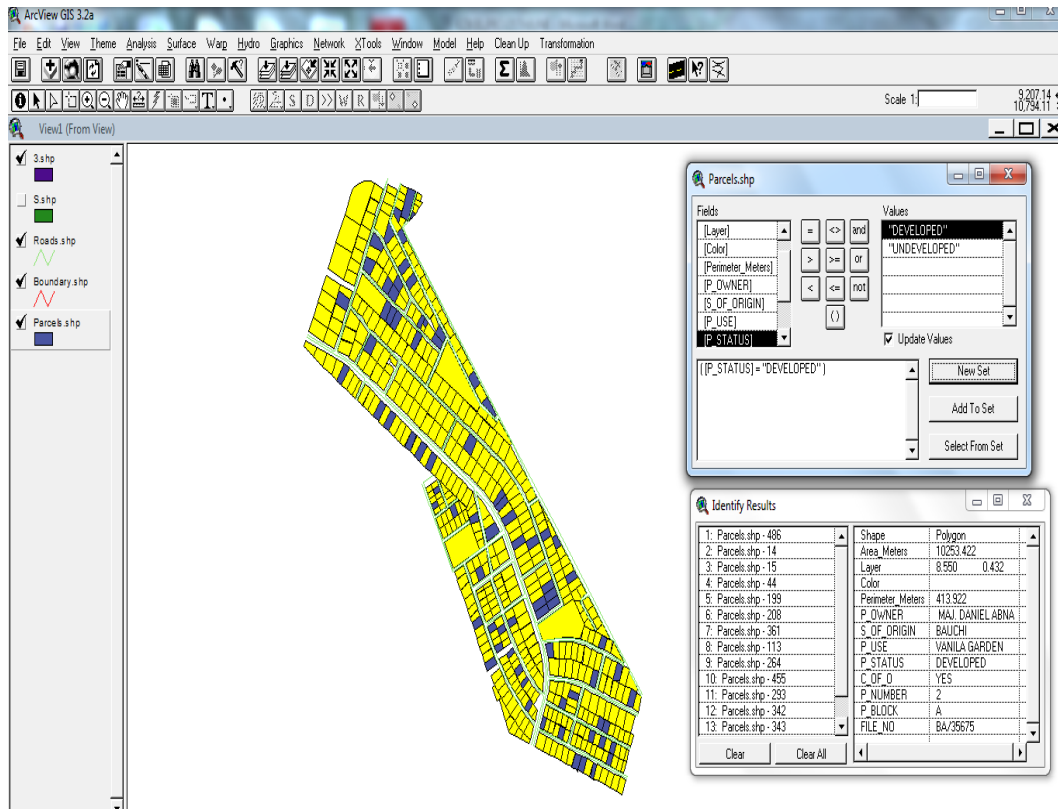 ArcView GIS 3.2a
File Edit View Theme Analysis Surface Warp Hydro Graphics Network XTools Window Model Help Clean Up Transformation
T
S D W R
Scale 1:
9,207.14
10,794.11
View1 (From View)
3.shp
S.shp
Roads.shp
Boundary.shp
Parcels.shp
Parcels.shp
Fields
Values
[Layer]
[Color]
[Perimeter_Meters]
[P_OWNER]
[S_OF_ORIGIN]
[P_USE]
[P_STATUS]
= <> and
> >= or
< <= not
( )
"DEVELOPED"
"UNDEVELOPED"
Update Values
( [P_STATUS] = "DEVELOPED" )
New Set
Add To Set
Select From Set
Identify Results
1: Parcels.shp - 486
2: Parcels.shp - 14
3: Parcels.shp - 15
4: Parcels.shp - 44
5: Parcels.shp - 199
6: Parcels.shp - 208
7: Parcels.shp - 361
8: Parcels.shp - 113
9: Parcels.shp - 264
10: Parcels.shp - 455
11: Parcels.shp - 293
12: Parcels.shp - 342
13: Parcels.shp - 343
Shape Polygon
Area_Meters 10253.422
Layer 8.550 0.432
Color
Perimeter_Meters 413.922
P_OWNER MAJ. DANIEL ABNA
S_OF_ORIGIN BAUCHI
P_USE VANILA GARDEN
P_STATUS DEVELOPED
C_OF_O YES
P_NUMBER 2
P_BLOCK A
FILE_NO BA/35675
Clear
Clear All